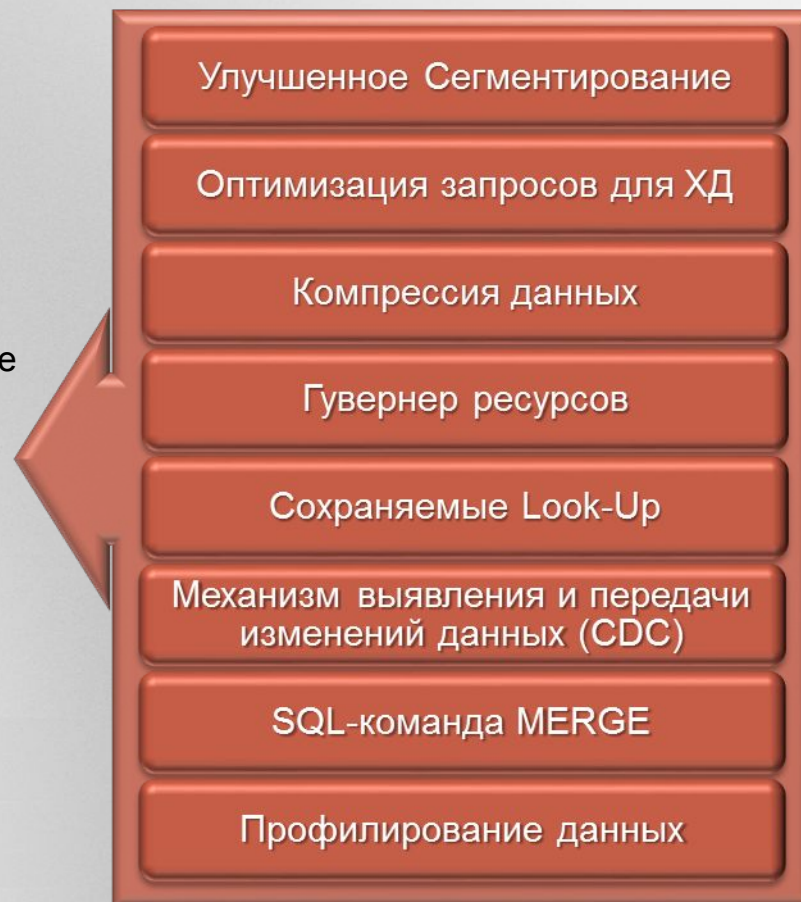 Улучшенное Сегментирование
Оптимизация запросов для ХД
Компрессия данных
е
Гувернер ресурсов
Сохраняемые Look-Up
Механизм выявления и передачи
изменений данных (CDC)
SQL-команда MERGE
Профилирование данных